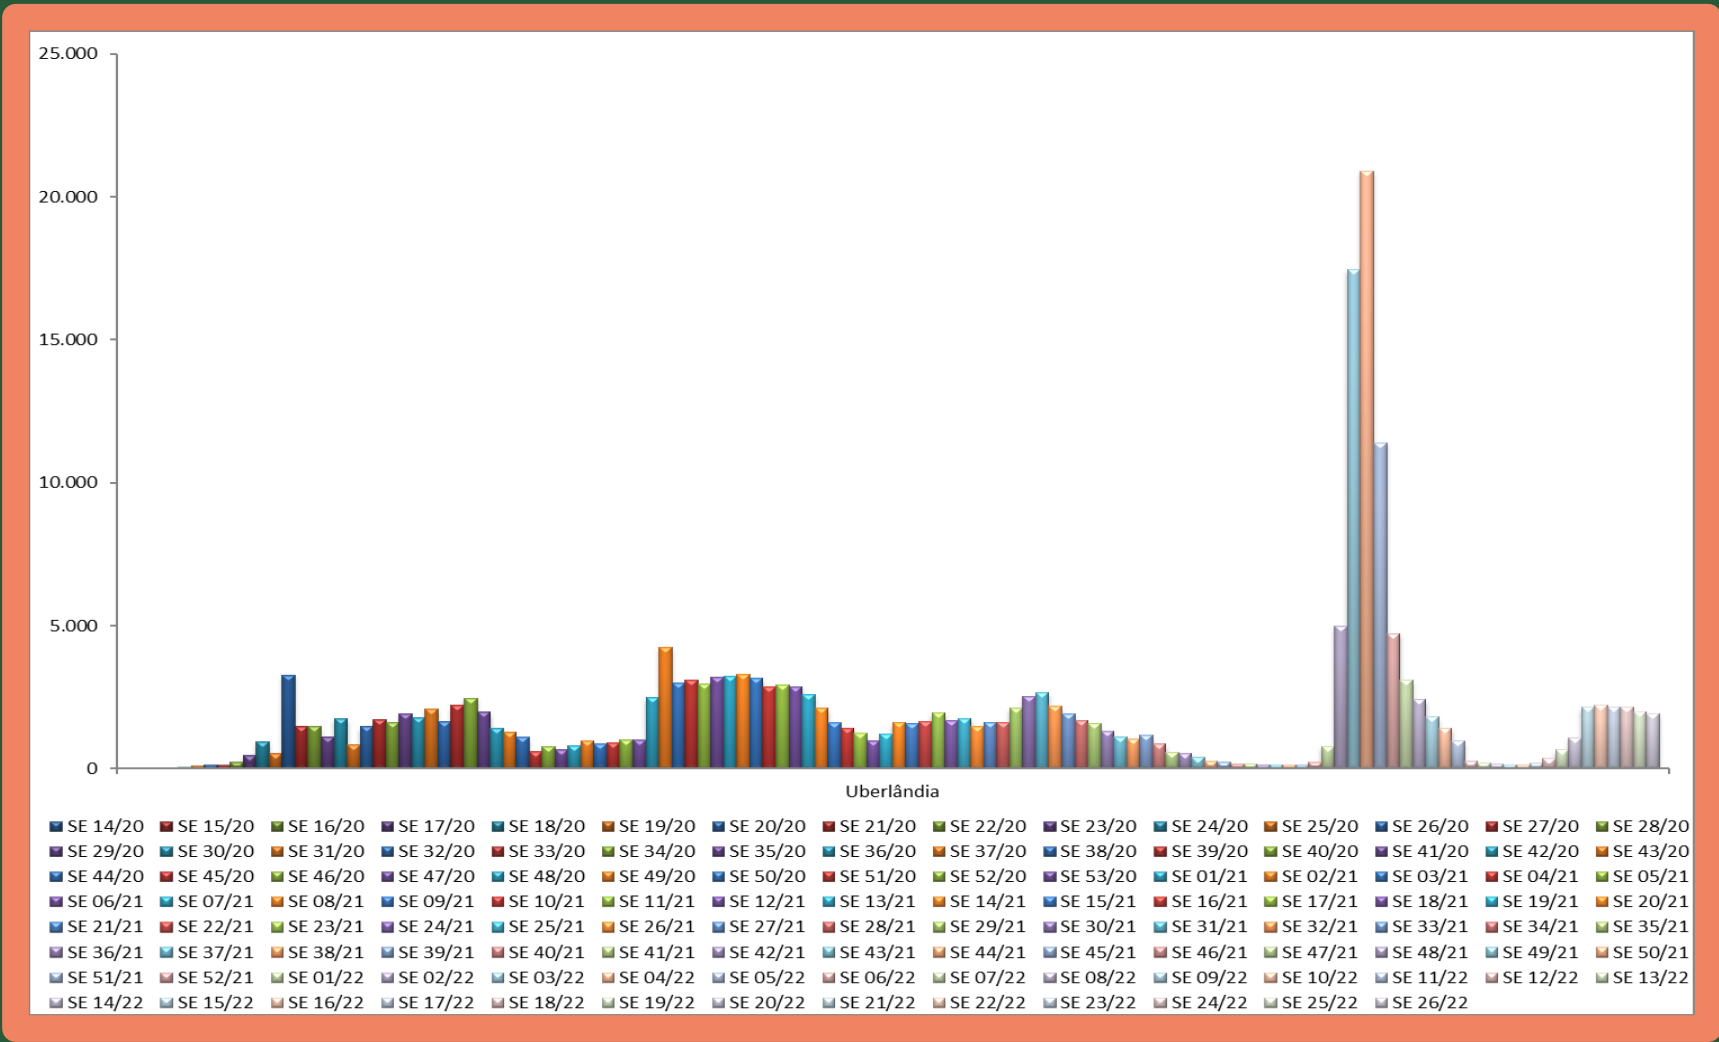 25.000
20.000
15.000
10.000
5.000
0
Uberlândia
SE 14/20 SE 15/20 SE 16/20 SE 17/20 SE 18/20 SE 19/20 SE 20/20 SE 21/20 SE 22/20 SE 23/20 SE 24/20 SE 25/20 SE 26/20 SE 27/20 SE 28/20
SE 29/20 SE 30/20 SE 31/20 SE 32/20 SE 33/20 SE 34/20 SE 35/20 SE 36/20 SE 37/20 SE 38/20 SE 39/20 SE 40/20 SE 41/20 SE 42/20 SE 43/20
SE 44/20 SE 45/20 SE 46/20 SE 47/20 SE 48/20 SE 49/20 SE 50/20 SE 51/20 SE 52/20 SE 53/20 SE 01/21 SE 02/21 SE 03/21 SE 04/21 SE 05/21
SE 06/21 SE 07/21 SE 08/21 SE 09/21 SE 10/21 SE 11/21 SE 12/21 SE 13/21 SE 14/21 SE 15/21 SE 16/21 SE 17/21 SE 18/21 SE 19/21 SE 20/21
SE 21/21 SE 22/21 SE 23/21 SE 24/21 SE 25/21 SE 26/21 SE 27/21 SE 28/21 SE 29/21 SE 30/21 SE 31/21 SE 32/21 SE 33/21 SE 34/21 SE 35/21
SE 36/21 SE 37/21 SE 38/21 SE 39/21 SE 40/21 SE 41/21 SE 42/21 SE 43/21 SE 44/21 SE 45/21 SE 46/21 SE 47/21 SE 48/21 SE 49/21 SE 50/21
SE 51/21 SE 52/21 SE 01/22 SE 02/22 SE 03/22 SE 04/22 SE 05/22 SE 06/22 SE 07/22 SE 08/22 SE 09/22 SE 10/22 SE 11/22 SE 12/22 SE 13/22
SE 14/22 SE 15/22 SE 16/22 SE 17/22 SE 18/22 SE 19/22 SE 20/22 SE 21/22 SE 22/22 SE 23/22 SE 24/22 SE 25/22 SE 26/22